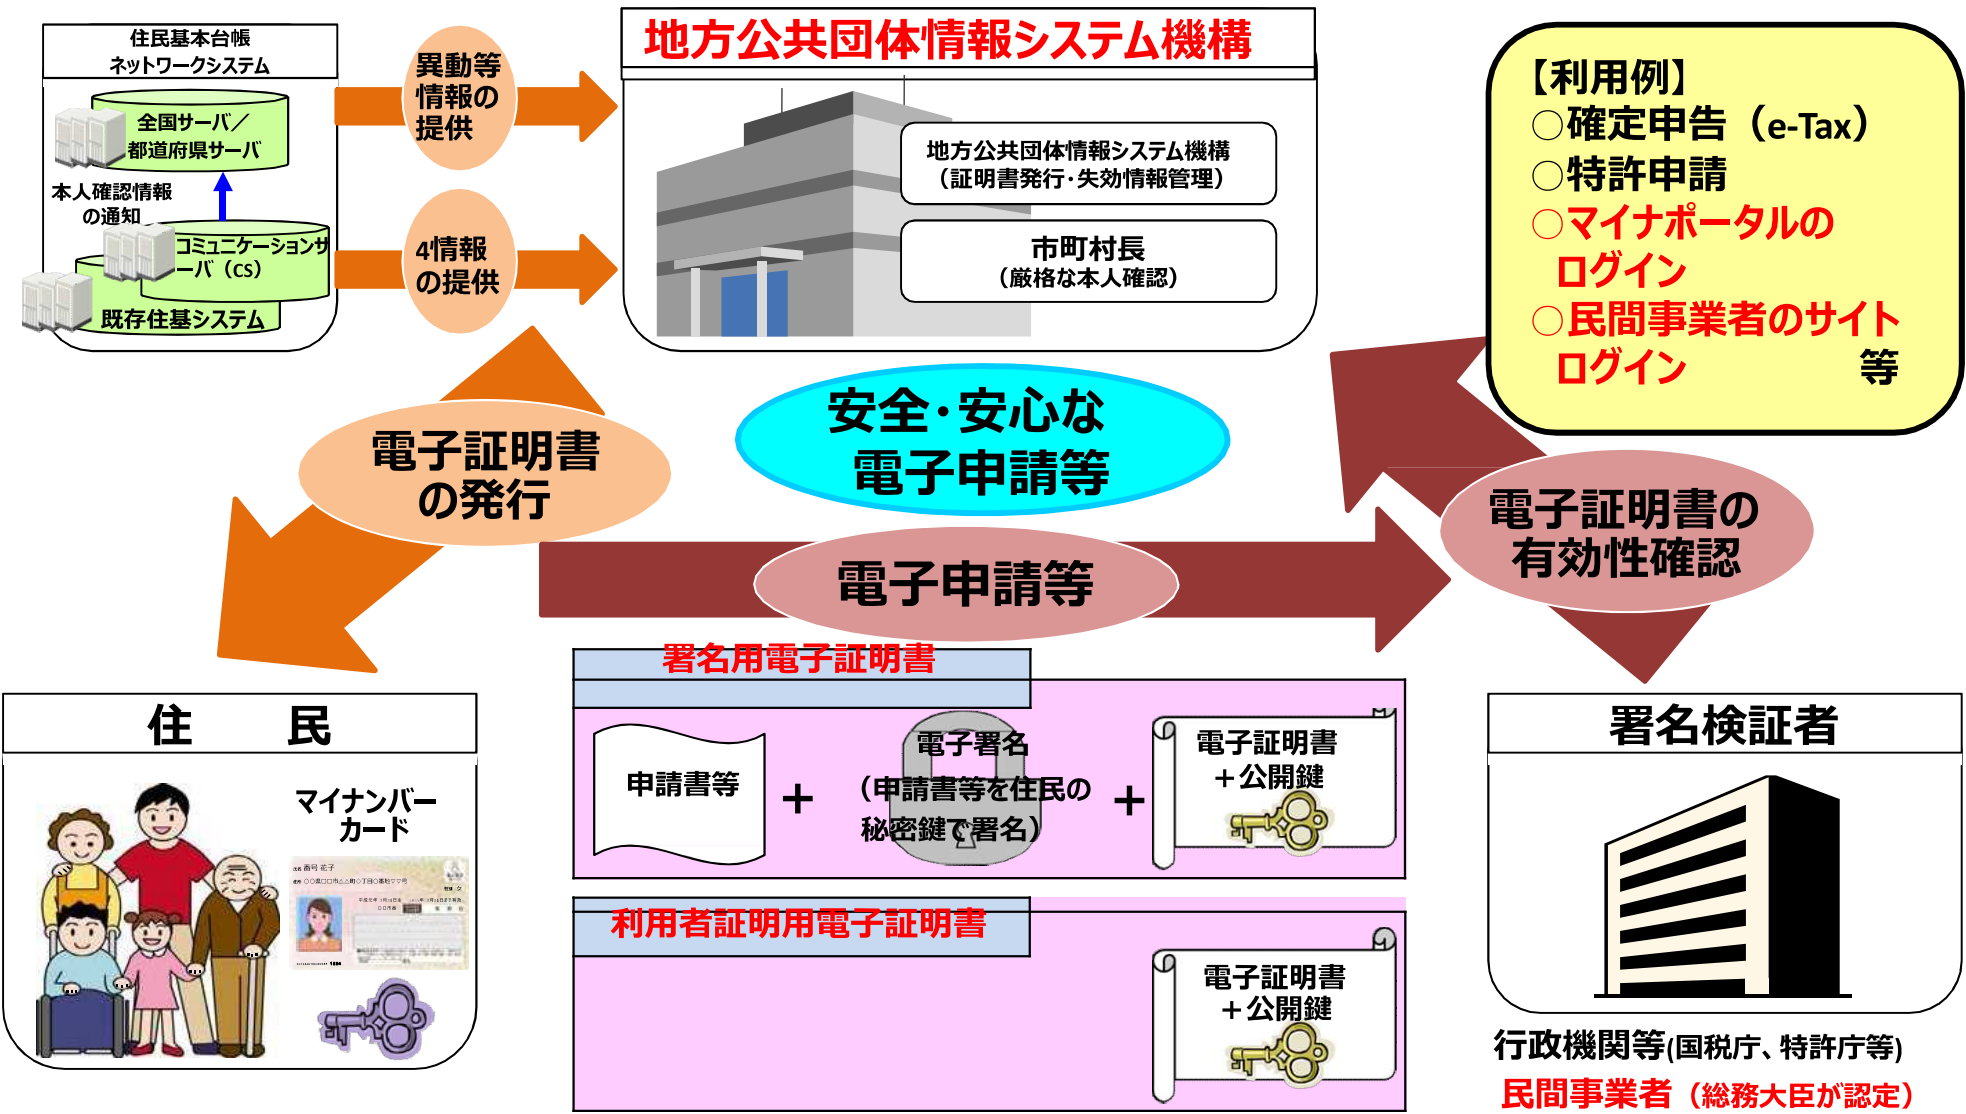 住民基本台帳
ネットワークシステム
全国サーバ／
都道府県サーバ
本人確認情報
の通知
コミュニケーションサ
ーバ（CS）
既存住基システム
異動等
情報の
提供
4情報
の提供
地方公共団体情報システム機構
地方公共団体情報システム機構
（証明書発行･失効情報管理）
市町村長
（厳格な本人確認）
【利用例】
○確定申告（e-Tax）
○特許申請
○マイナポータルの
ログイン
○民間事業者のサイト
ログイン 等
安全･安心な
電子申請等
電子証明書
の発行
電子申請等
電子証明書の
有効性確認
住 民
マイナンバー
カード
番号 花子
署名用電子証明書
申請書等
＋
電子署名
（申請書等を住民の
秘密鍵で署名）
＋
電子証明書
＋公開鍵
利用者証明用電子証明書
電子証明書
＋公開鍵
署名検証者
行政機関等(国税庁、特許庁等)
民間事業者（総務大臣が認定）